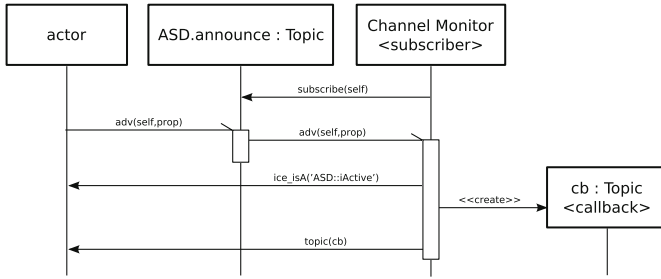 actor
ASD.announce : Topic
Channel Monitor
<subscriber>
subscribe(self)
adv(self,prop)
adv(self,prop)
ice_isA('ASD::iActive')
<<create>>
cb : Topic
<callback>
topic(cb)